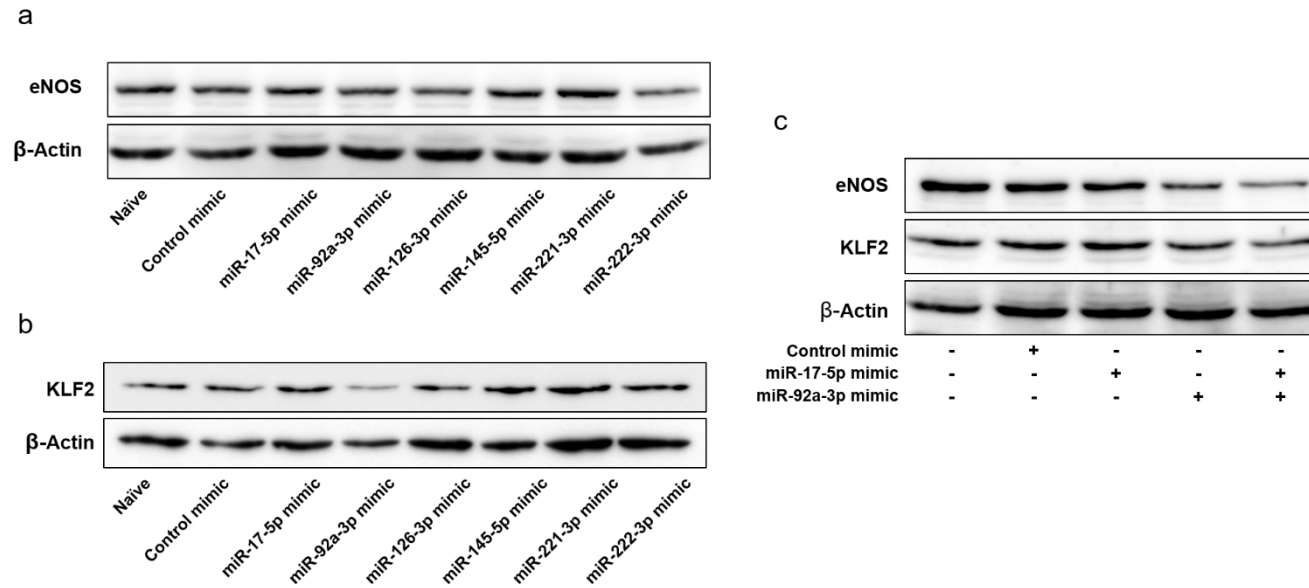 a
eNOS
β-Actin
Naïve
Control mimic
miR-17-5p mimic
miR-92a-3p mimic
miR-126-3p mimic
miR-145-5p mimic
miR-221-3p mimic
miR-222-3p mimic
b
KLF2
β-Actin
Naïve
Control mimic
miR-17-5p mimic
miR-92a-3p mimic
miR-126-3p mimic
miR-145-5p mimic
miR-221-3p mimic
miR-222-3p mimic
c
eNOS
KLF2
β-Actin
Control mimic - + - - -
miR-17-5p mimic - - + - +
miR-92a-3p mimic - - - + +